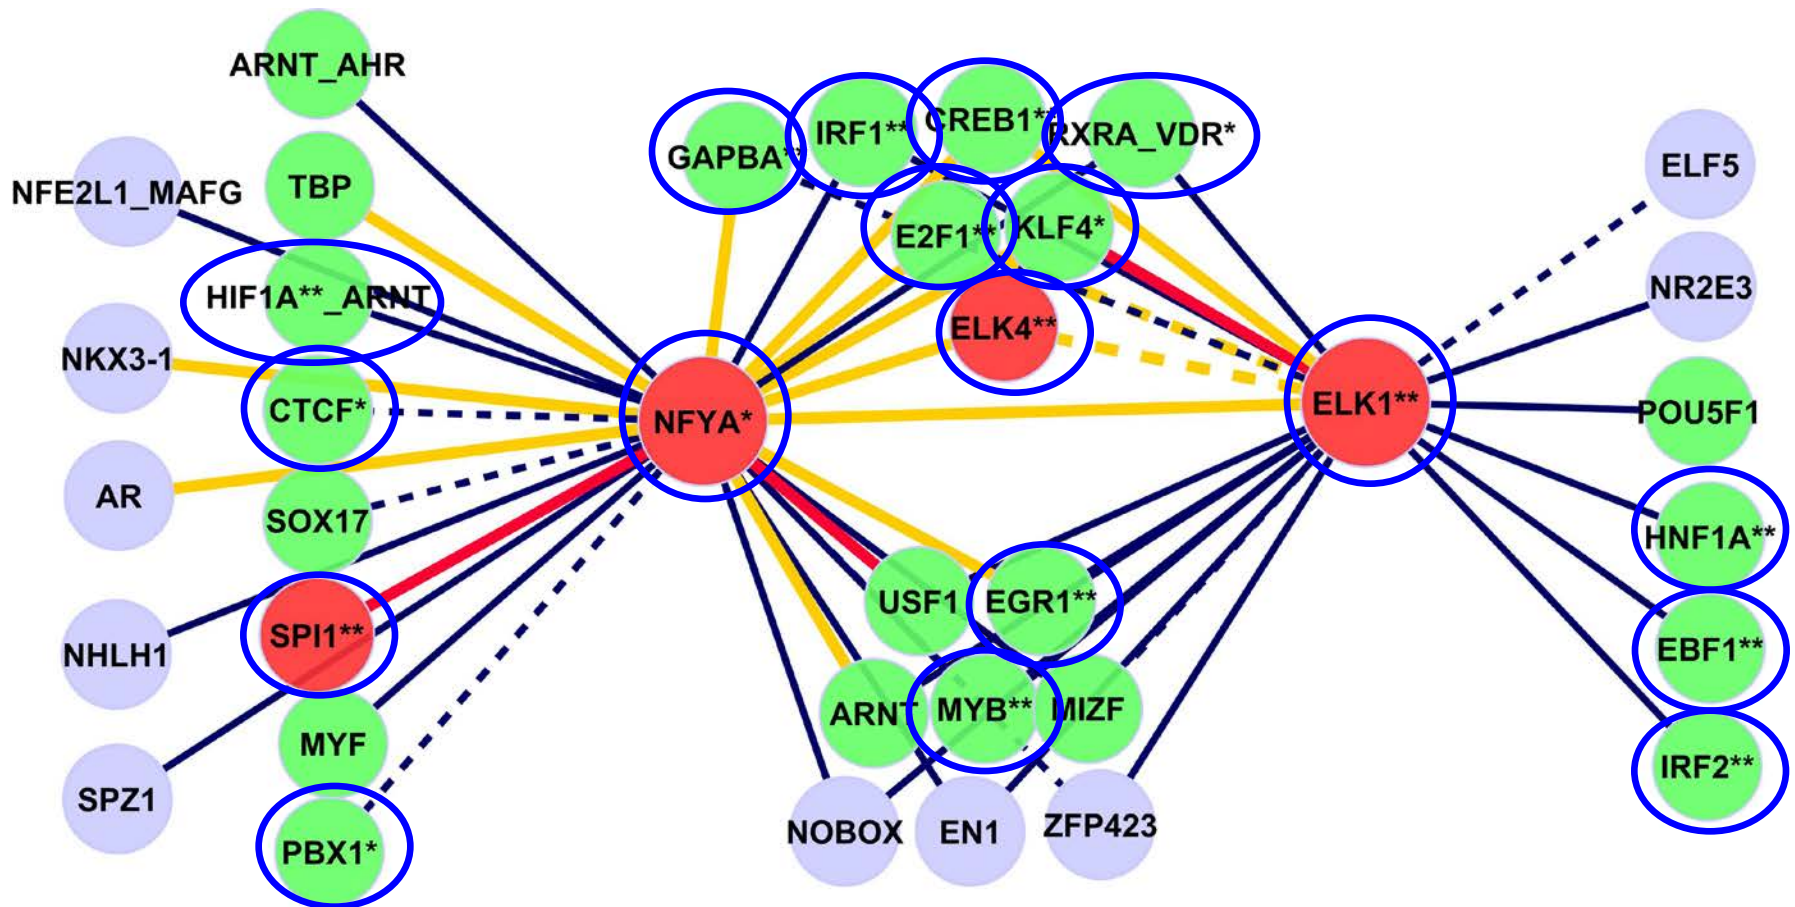 ARNT_AHR
NFE2L1_MAFG
TBP
HIF1A**_ARNT
NKX3-1
CTCF*
AR
SOX17
NHLH1
SPI1**
MYF
SPZ1
PBX1*
NFYA*
GAPBA**
IRF1**
CREB1**
RXRA_VDR*
E2F1**
KLF4*
ELK4**
ELK1**
USF1
EGR1**
ARNT
MYB**
MIZF
NOBOX
EN1
ZFP423
ELF5
NR2E3
POU5F1
HNF1A**
EBF1**
IRF2**